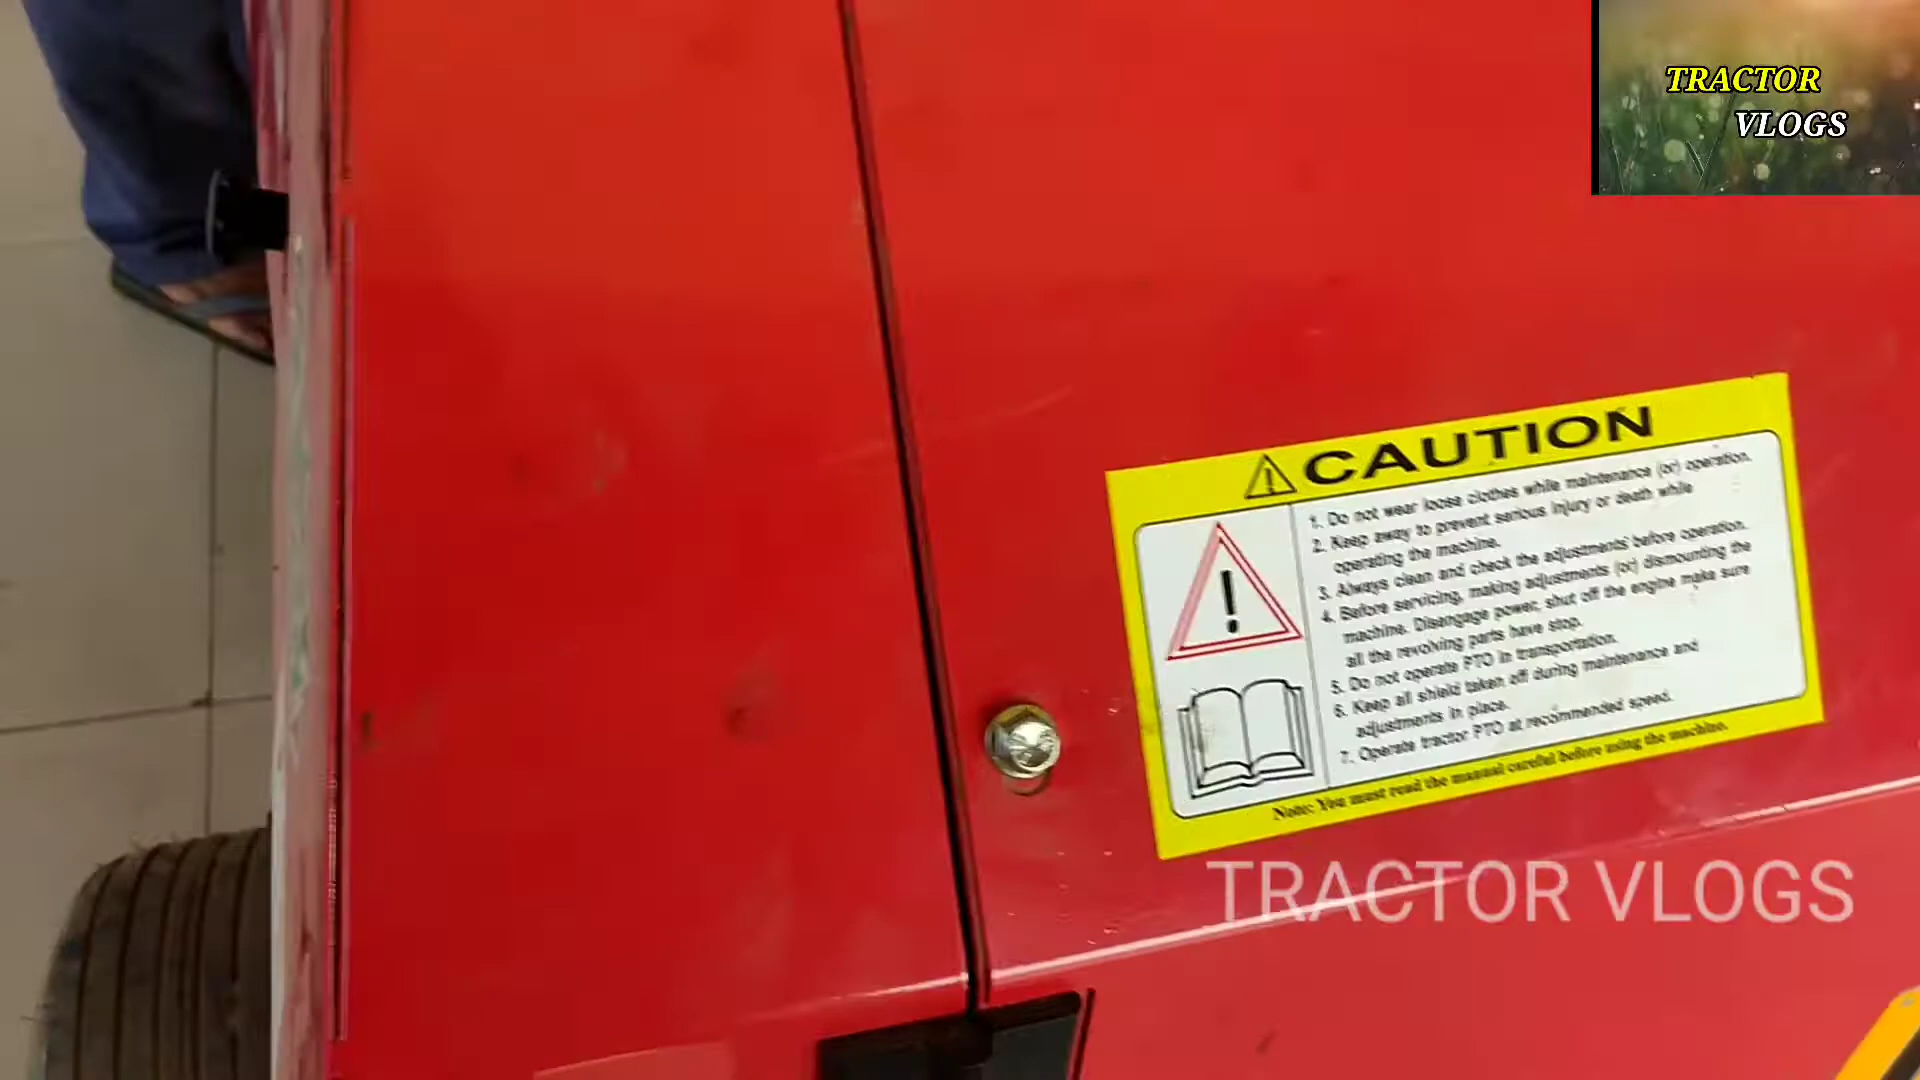 TRACTOR
VLOGS
CAUTION
1. Do not wear loose clothes while maintenance (or) operation.
2. Keep away to prevent serious injury or death while
operating the machine.
3. Always clean and check the adjustments before operation.
4. Before servicing, making adjustments (or) dismounting the
machine. Disengage power, shut off the engine make sure
all the revolving parts have stop.
5. Do not operate PTO in transportation.
6. Keep all shield taken off during maintenance and
adjustments in place.
7. Operate tractor PTO at recommended speed.
Note: You must read the manual careful before using the machine.
TRACTOR VLOGS